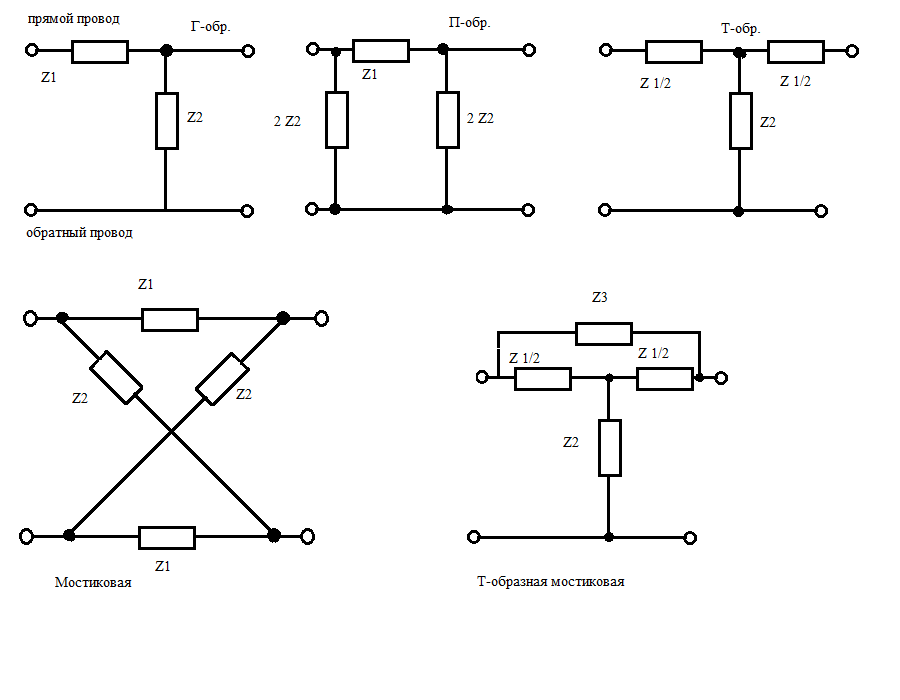 прямой провод
Г-обр.
Z1
Z2
обратный провод
П-обр.
Z1
2 Z2
2 Z2
Т-обр.
Z 1/2
Z 1/2
Z2
Z1
Z2
Z2
Z1
Мостиковая
Z3
Z 1/2
Z 1/2
Z2
Т-образная мостиковая